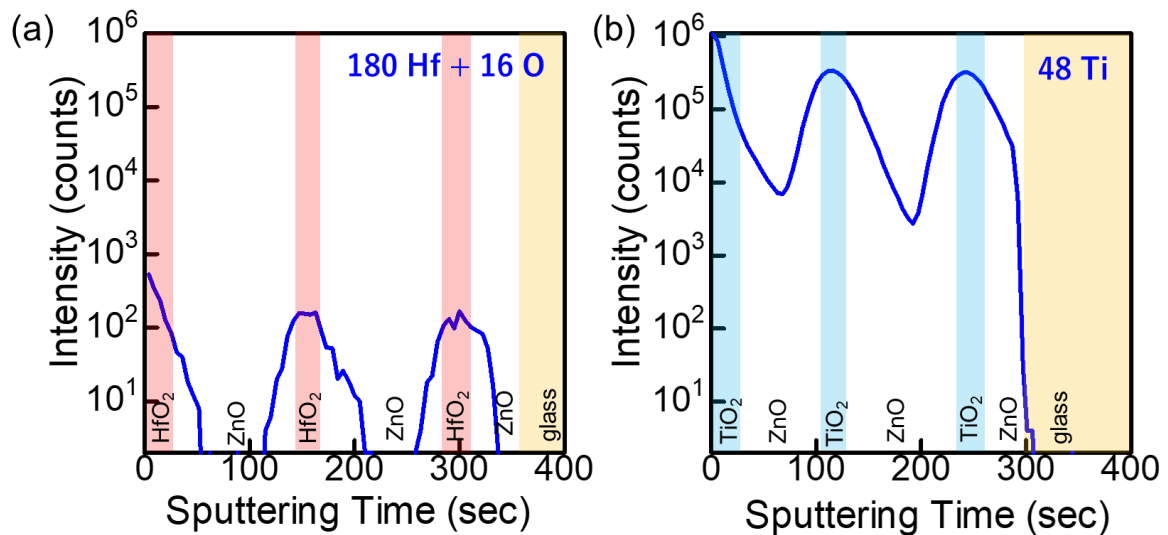 (a)
180 Hf + 16 O
Intensity (counts)
10⁶
10⁵
10⁴
10³
10²
10¹
HfO₂
ZnO
HfO₂
ZnO
HfO₂
ZnO
glass
0 100 200 300 400
Sputtering Time (sec)
(b)
48 Ti
Intensity (counts)
10⁶
10⁵
10⁴
10³
10²
10¹
TiO₂
ZnO
TiO₂
ZnO
TiO₂
ZnO
glass
0 100 200 300 400
Sputtering Time (sec)